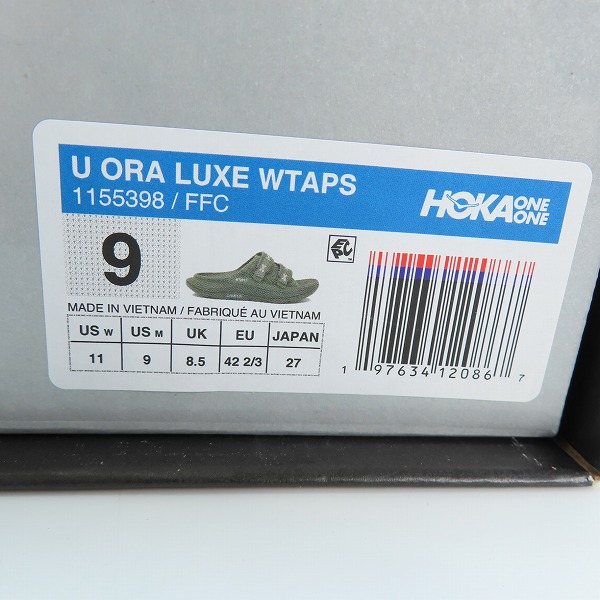 U ORA LUXE WTAPS
1155398 / FFC
HOKA ONE ONE
9
MADE IN VIETNAM / FABRIQUÉ AU VIETNAM
US W US M UK EU JAPAN
11 9 8.5 42 2/3 27
1 97634 12086 7